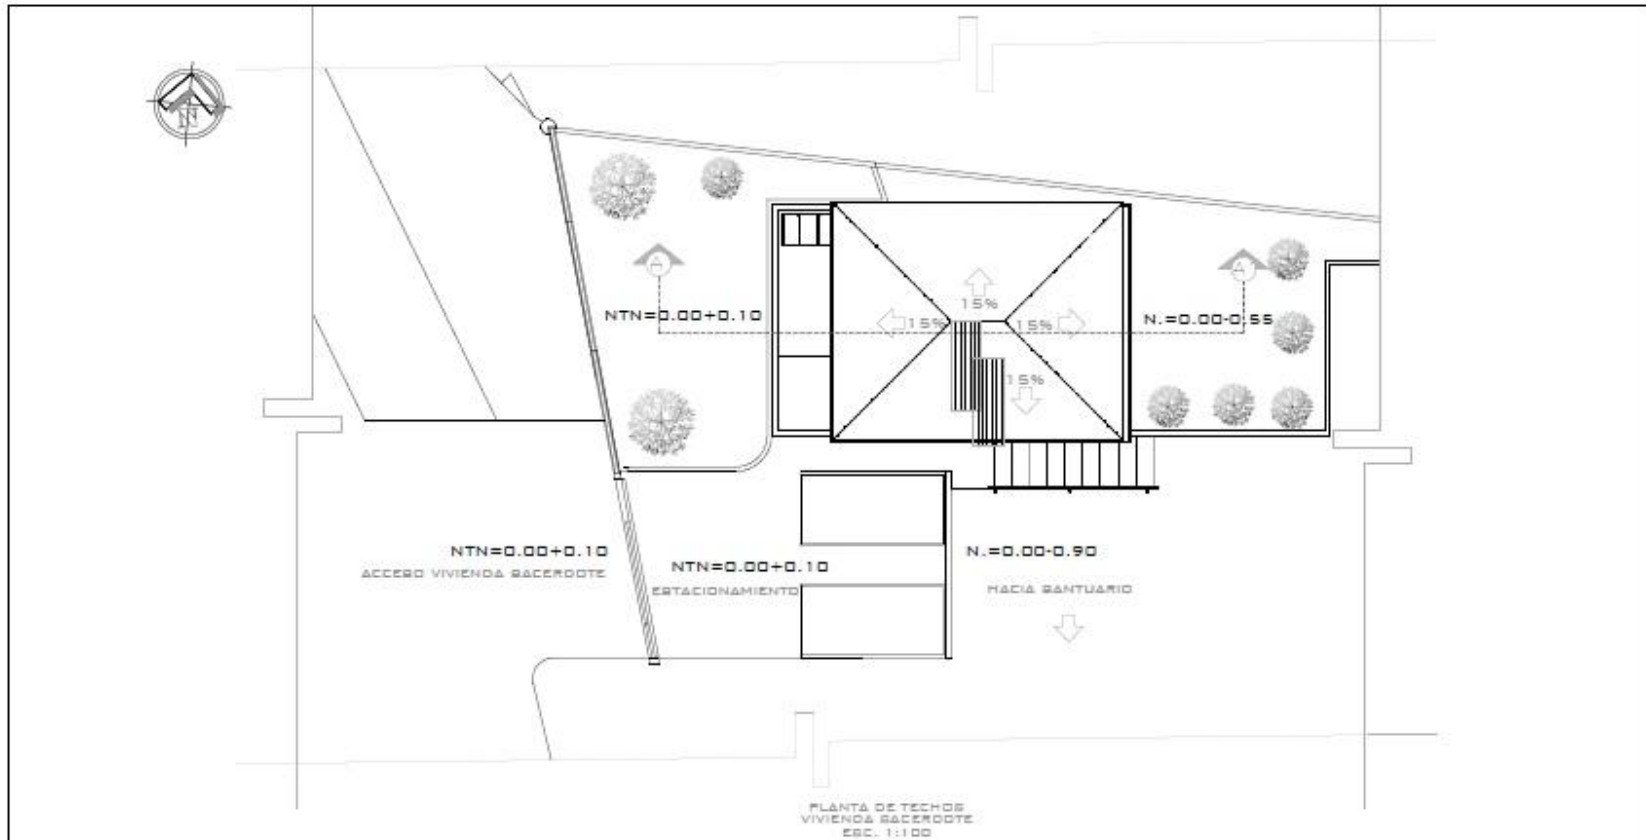 N
A
A
15%
NTN=0.00+0.10
15%
15%
N.=0.00-0.55
15%
NTN=0.00+0.10
ACCESO VIVIENDA SACERDOTE
NTN=0.00+0.10
ESTACIONAMIENTO
N.=0.00-0.90
HACIA SANTUARIO
PLANTA DE TECHOS
VIVIENDA SACERDOTE
ESC. 1:100